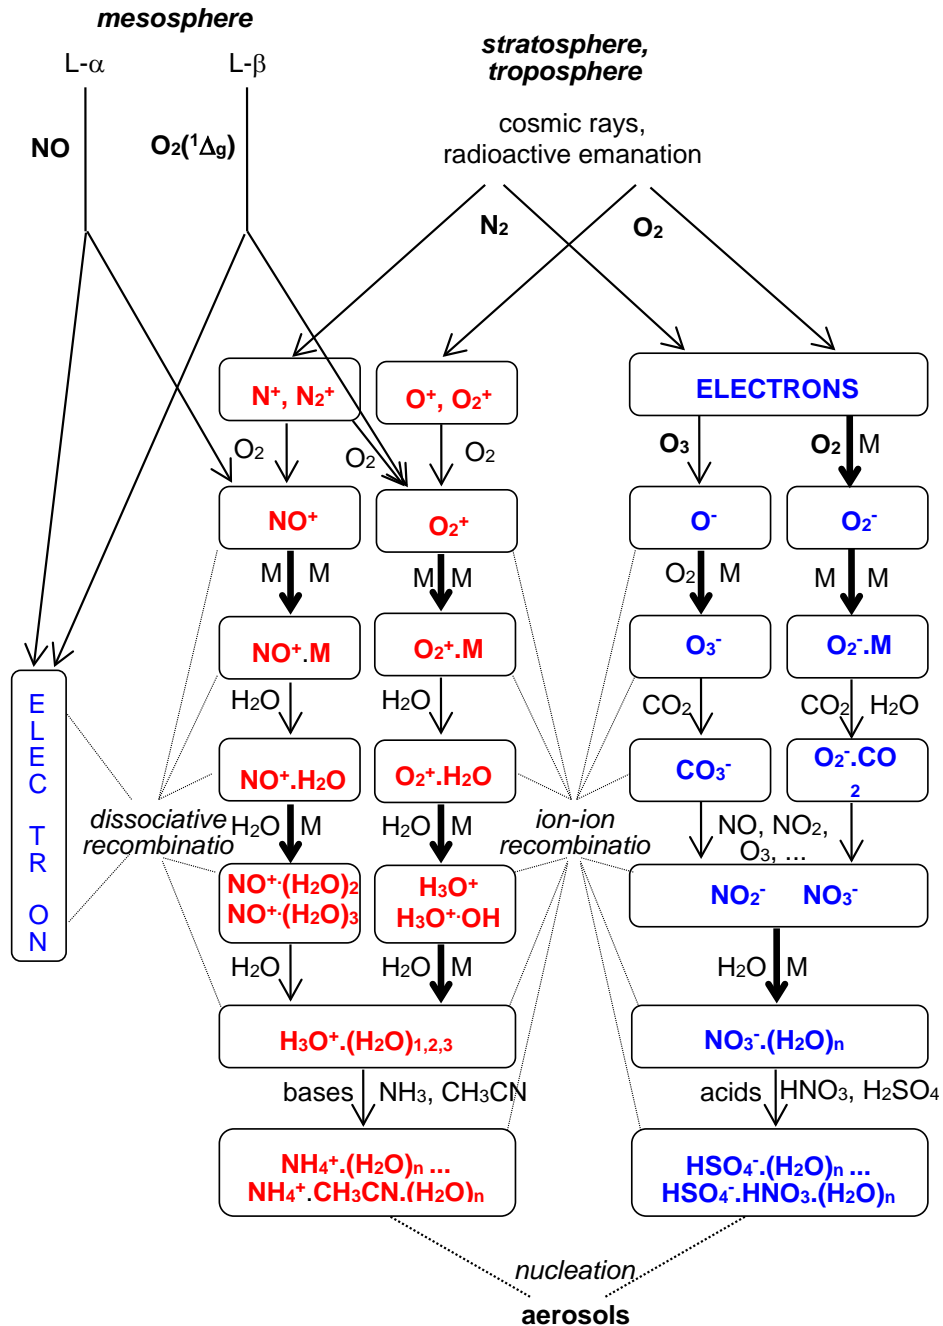 mesosphere
stratosphere,
troposphere
L-α
L-β
cosmic rays,
radioactive emanation
NO
O₂(¹Δg)
N₂
O₂
N⁺, N₂⁺
O⁺, O₂⁺
ELECTRONS
O₂
O₂
O₂
O₃
O₂ M
NO⁺
O₂⁺
O⁻
O₂⁻
M M
M M
O₂ M
M M
NO⁺.M
O₂⁺.M
O₃⁻
O₂⁻.M
H₂O
H₂O
CO₂
CO₂ H₂O
ELEC TR ON
NO⁺.H₂O
O₂⁺.H₂O
CO₃⁻
O₂⁻.CO
₂
dissociative
recombinatio
ion-ion
recombinatio
H₂O M
H₂O M
NO, NO₂,
O₃, ...
NO⁺·(H₂O)₂
NO⁺·(H₂O)₃
H₃O⁺
H₃O⁺·OH
NO₂⁻ NO₃⁻
H₂O
H₂O M
H₂O M
H₃O⁺.(H₂O)₁,₂,₃
NO₃⁻.(H₂O)n
bases NH₃, CH₃CN
acids HNO₃, H₂SO₄
NH₄⁺.(H₂O)n ...
NH₄⁺.CH₃CN.(H₂O)n
HSO₄⁻.(H₂O)n ...
HSO₄⁻.HNO₃.(H₂O)n
nucleation
aerosols